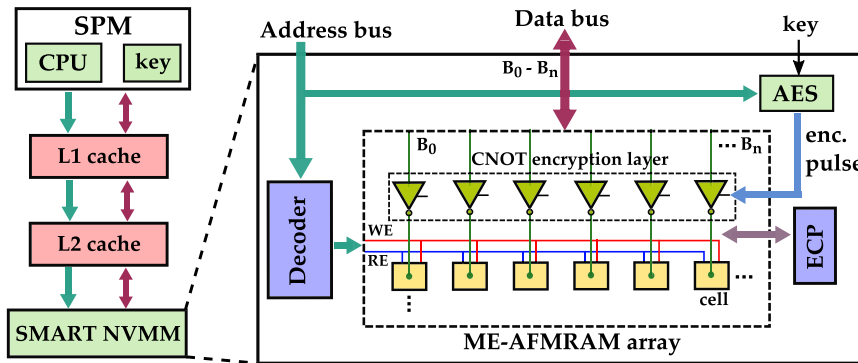 SPM
CPU
key
L1 cache
L2 cache
SMART NVMM
Address bus
Data bus
key
B0 - Bn
AES
B0
··· Bn
CNOT encryption layer
enc.
pulse
Decoder
WE
RE
ECP
...
cell
...
ME-AFMRAM array